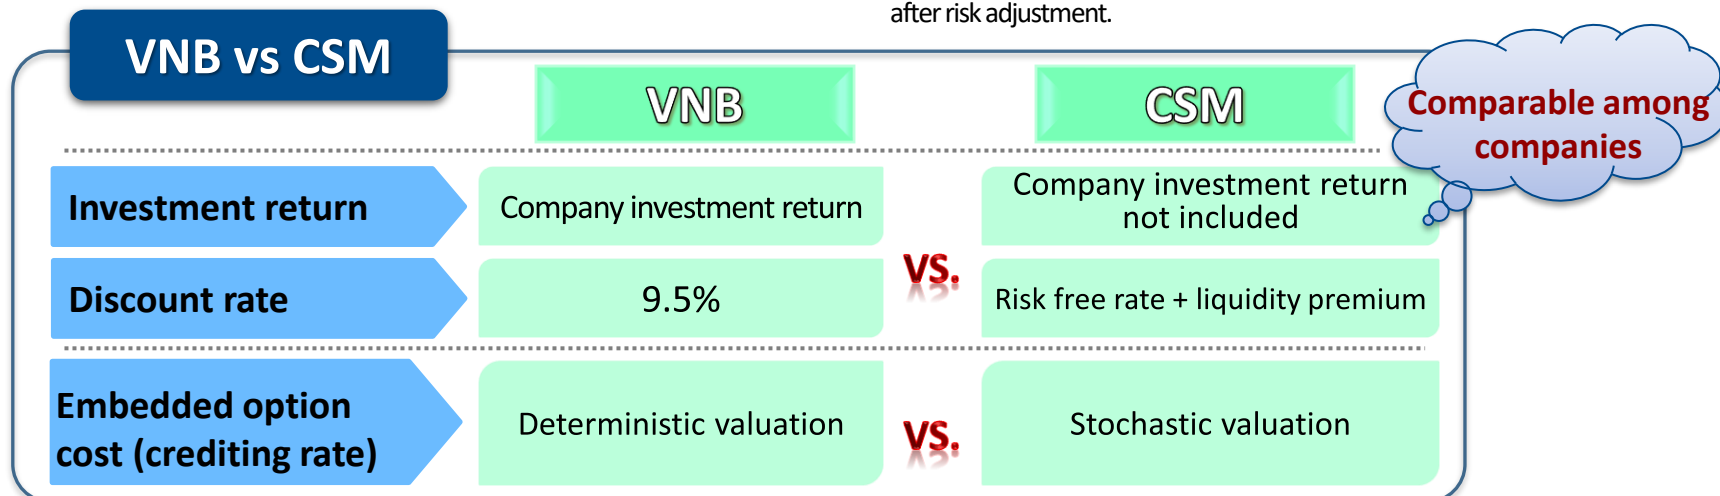 after risk adjustment.
VNB vs CSM
VNB
CSM
Comparable among
companies
Investment return
Company investment return
Company investment return
not included
Discount rate
9.5%
vs.
Risk free rate + liquidity premium
Embedded option
cost (crediting rate)
Deterministic valuation
vs.
Stochastic valuation